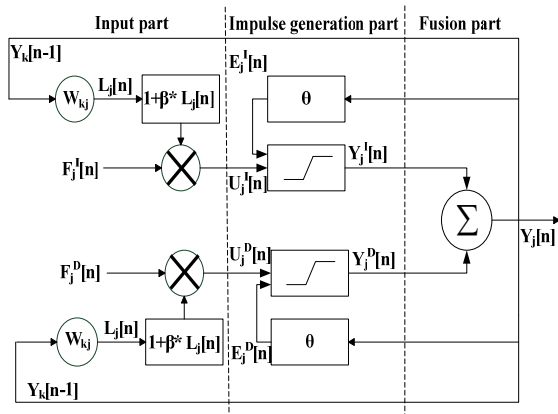 Input part
Impulse generation part
Fusion part
Y_k[n-1]
E_j^I[n]
W_kj
L_j[n]
1+β* L_j[n]
θ
F_j^I[n]
U_j^I[n]
Y_j^I[n]
Σ
Y_j[n]
F_j^D[n]
U_j^D[n]
Y_j^D[n]
W_kj
L_j[n]
1+β* L_j[n]
E_j^D[n]
θ
Y_k[n-1]